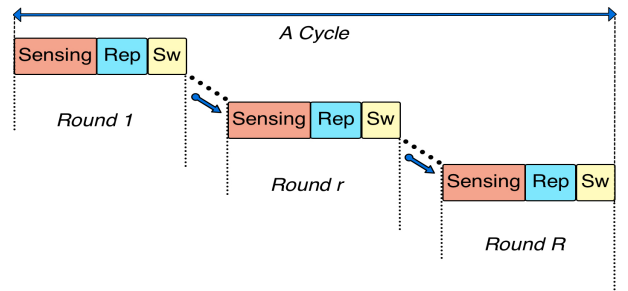 A Cycle
Sensing Rep Sw
Round 1
Sensing Rep Sw
Round r
Sensing Rep Sw
Round R